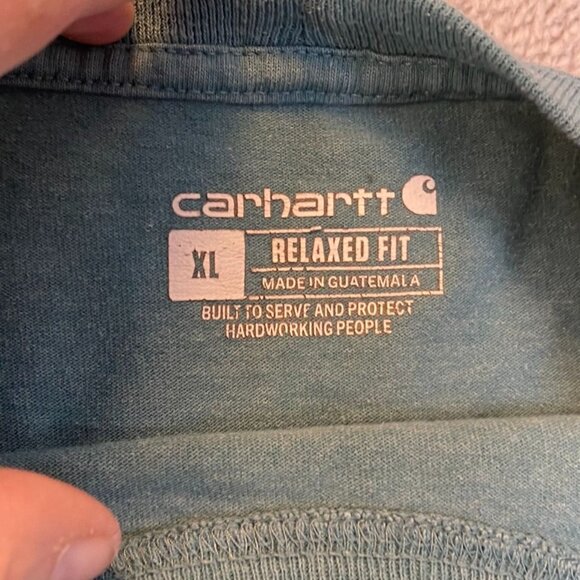 carhartt
XL
RELAXED FIT
MADE IN GUATEMALA
BUILT TO SERVE AND PROTECT
HARDWORKING PEOPLE